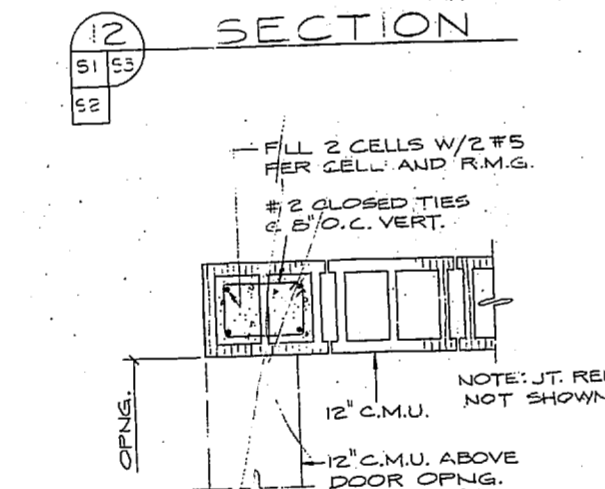 12
SECTION
S1 S3
S2
FILL 2 CELLS W/2 #5
PER CELL AND R.M.G.
#2 CLOSED TIES
@ 8" O.C. VERT.
OPNG.
12" C.M.U.
NOTE: JT. REI
NOT SHOWN
12" C.M.U. ABOVE
DOOR OPNG.